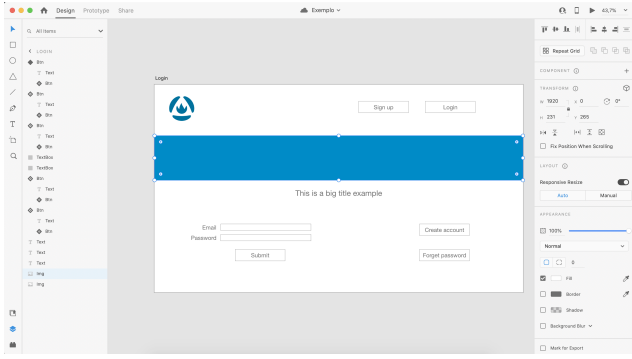 Design Prototype Share
Exemplo
43,7%
All Items
LOGIN
Btn
Text
Btn
Btn
Text
Btn
Btn
Text
Btn
TextBox
TextBox
Btn
Text
Btn
Btn
Text
Btn
Text
Text
Text
Img
Img
Login
Sign up
Login
This is a big title example
Email
Password
Submit
Create account
Forget password
Repeat Grid
COMPONENT
TRANSFORM
W 1920 X 0 0°
H 231 Y 265
Fix Position When Scrolling
LAYOUT
Responsive Resize
Auto Manual
APPEARANCE
100%
Normal
0
Fill
Border
Shadow
Background Blur
Mark for Export